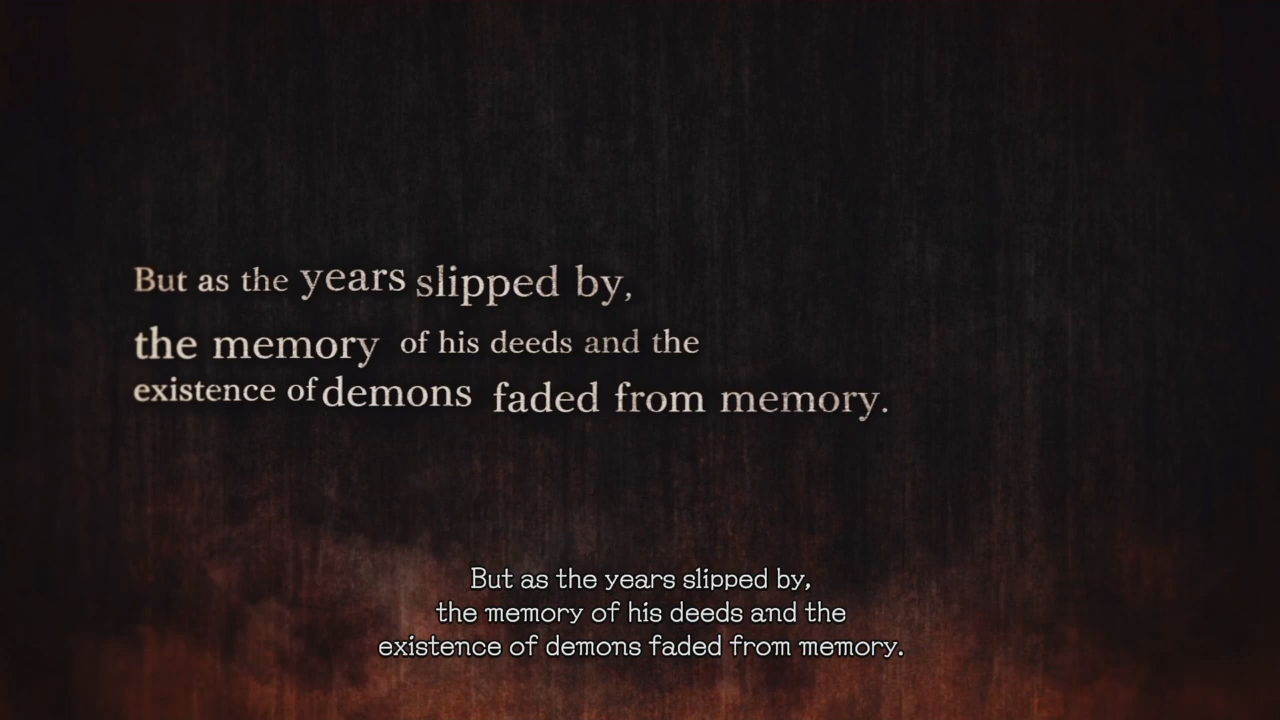 But as the years slipped by,
the memory of his deeds and the
existence of demons faded from memory.
But as the years slipped by,
the memory of his deeds and the
existence of demons faded from memory.